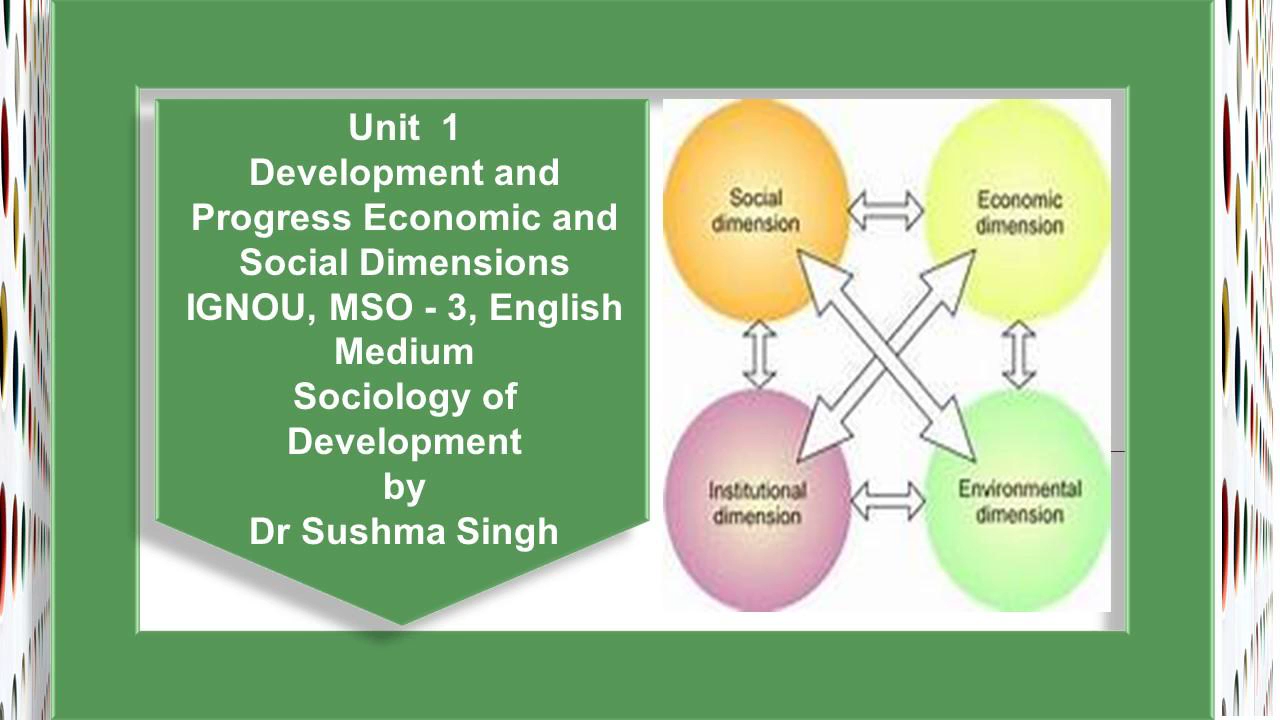 Unit 1
Development and
Progress Economic and
Social Dimensions
IGNOU, MSO - 3, English
Medium
Sociology of
Development
by
Dr Sushma Singh
Social
dimension
Economic
dimension
Institutional
dimension
Environmental
dimension